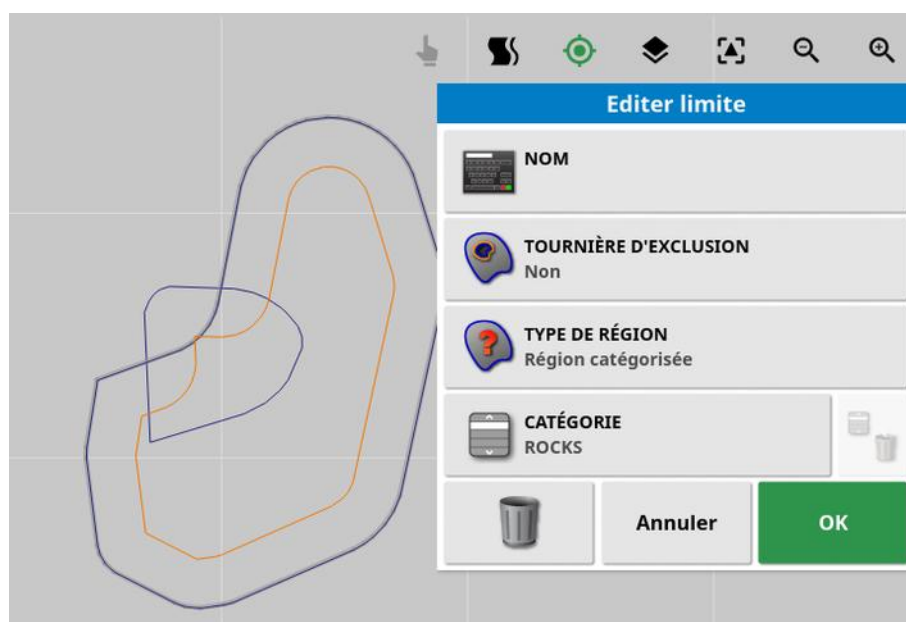 Editer limite
NOM
TOURNIÈRE D'EXCLUSION
Non
TYPE DE RÉGION
Région catégorisée
CATÉGORIE
ROCKS
Annuler
OK